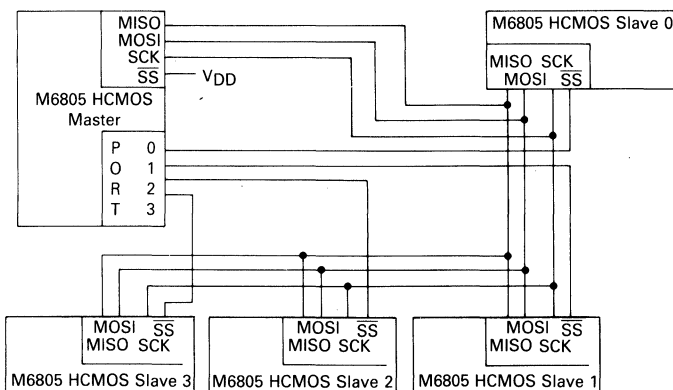 MISO
MOSI
SCK
SS
VDD
M6805 HCMOS
Master
P 0
O 1
R 2
T 3
M6805 HCMOS Slave 0
MISO SCK
MOSI SS
MOSI SS
MISO SCK
M6805 HCMOS Slave 3
MOSI
MISO SCK
M6805 HCMOS Slave 2
MOSI SS
MISO SCK
M6805 HCMOS Slave 1